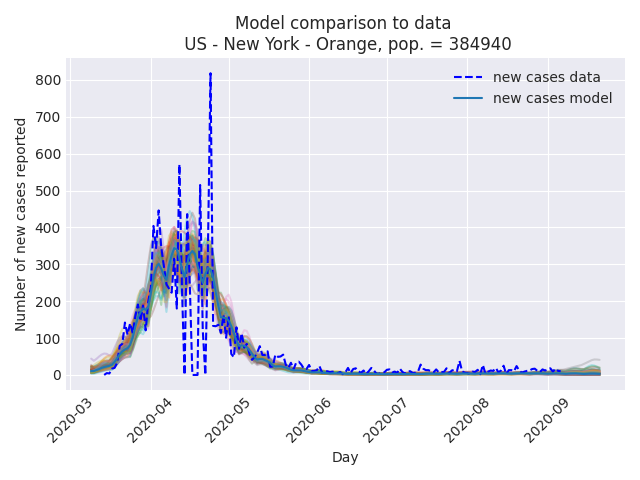 Model comparison to data
US - New York - Orange, pop. = 384940
new cases data
new cases model
Number of new cases reported
800
700
600
500
400
300
200
100
0
2020-03
2020-04
2020-05
2020-06
2020-07
2020-08
2020-09
Day